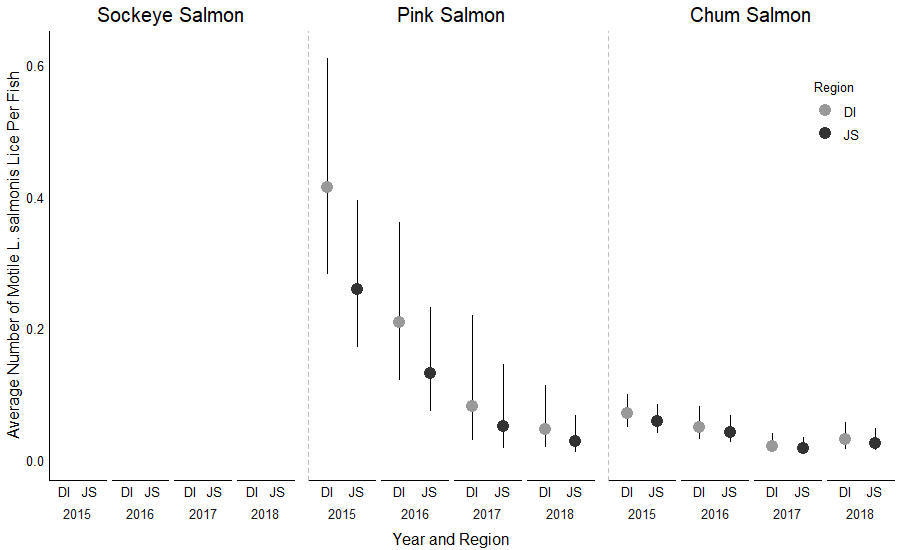 Sockeye Salmon Pink Salmon Chum Salmon
Average Number of Motile L. salmonis Lice Per Fish
0.6
0.4
0.2
0.0
Region
DI
JS
DI JS DI JS DI JS DI JS DI JS DI JS DI JS DI JS DI JS DI JS DI JS DI JS
2015 2016 2017 2018 2015 2016 2017 2018 2015 2016 2017 2018
Year and Region